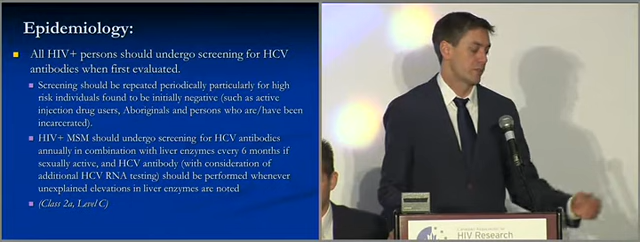 Epidemiology:
All HIV+ persons should undergo screening for HCV
antibodies when first evaluated.
Screening should be repeated periodically particularly for high
risk individuals found to be initially negative (such as active
injection drug users, Aboriginals and persons who are/have been
incarcerated).
HIV+ MSM should undergo screening for HCV antibodies
annually in combination with liver enzymes every 6 months if
sexually active, and HCV antibody (with consideration of
additional HCV RNA testing) should be performed whenever
unexplained elevations in liver enzymes are noted
(Class 2a, Level C)
HIV Research